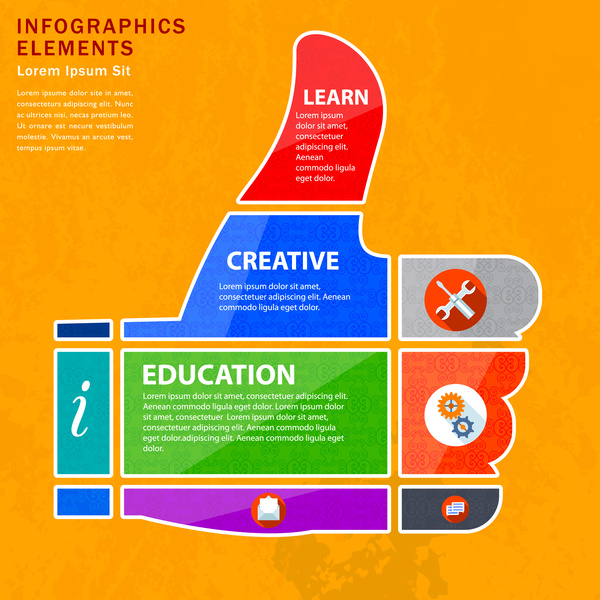 INFOGRAPHICS
ELEMENTS
Lorem Ipsum Sit
Lorem ipsume dolor site in amet,
consectetuers adipiscing elit. Nunc
ac ultrices nisi, necas pretium leo.
Ut ornare est necure vestibulum
molestie. Vivamus an arcute vest.
tempus ipsum vitae.
LEARN
Lorem ipsum
dolor sit amet,
consectetuer
adipiscing elit.
Aenean
commodo ligula
eget dolor.
CREATIVE
Lorem ipsum dolor sit amet,
consectetuer adipiscing elit. Aenean
commodo ligula eget dolor.
EDUCATION
Lorem ipsum dolor sit amet, consectetuer adipiscing elit.
Aenean commodo ligula eget dolor. Lorem ipsum dolor sit
amet, consectetuer Lorem ipsum dolor sit amet,
consectetuer adipiscing elit. Aenean commodo ligula eget
dolor.adipiscing elit. Aenean commodo ligula eget
dolor.
i